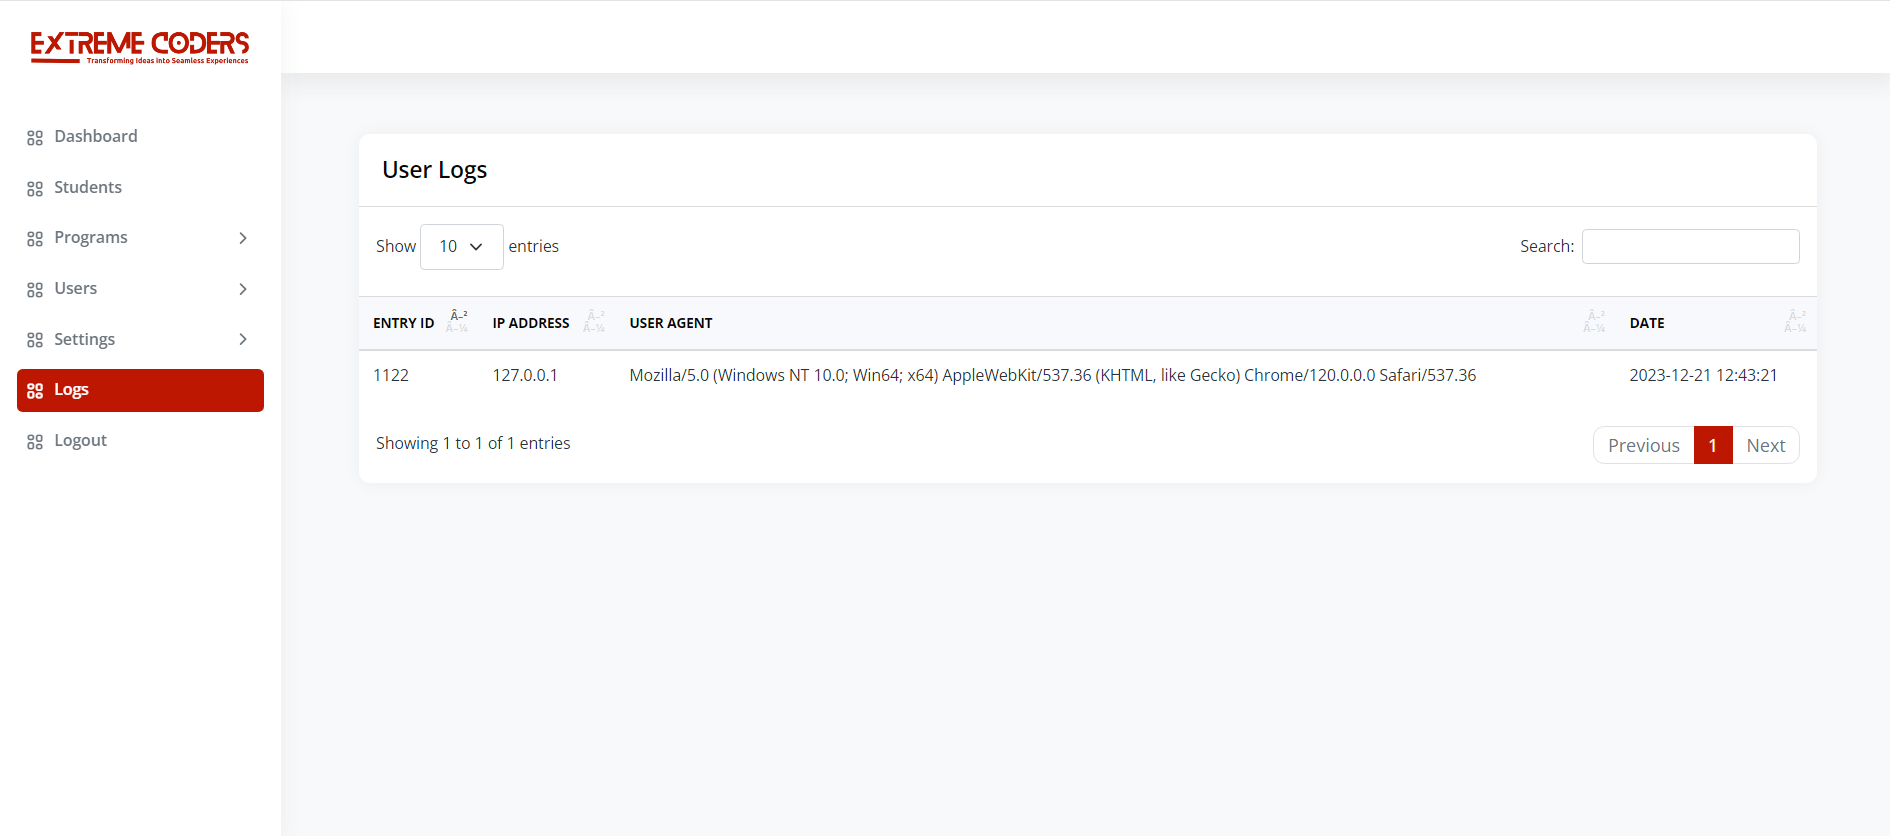 EXTREME CODERS
Transforming Ideas into Seamless Experiences
Dashboard
Students
Programs
Users
Settings
Logs
Logout
User Logs
Show 10 entries
Search:
ENTRY ID Â–² Â–¼ IP ADDRESS Â–² Â–¼ USER AGENT Â–² Â–¼ DATE Â–² Â–¼
1122 127.0.0.1 Mozilla/5.0 (Windows NT 10.0; Win64; x64) AppleWebKit/537.36 (KHTML, like Gecko) Chrome/120.0.0.0 Safari/537.36 2023-12-21 12:43:21
Showing 1 to 1 of 1 entries
Previous 1 Next